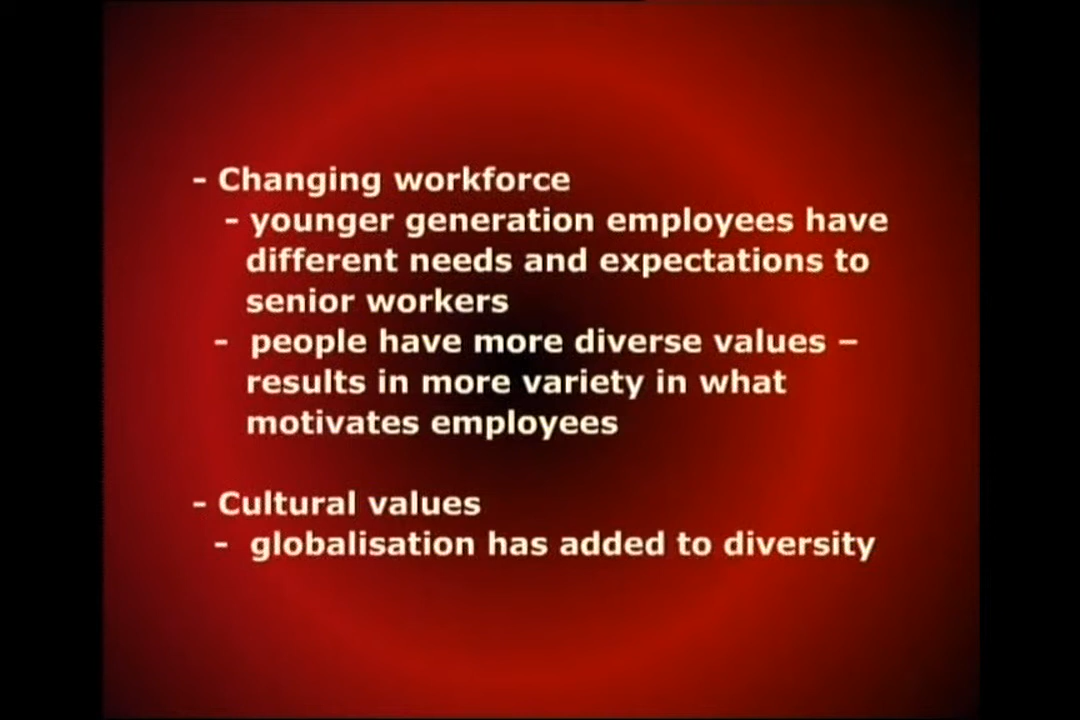 - Changing workforce
- younger generation employees have
different needs and expectations to
senior workers
- people have more diverse values –
results in more variety in what
motivates employees
- Cultural values
- globalisation has added to diversity